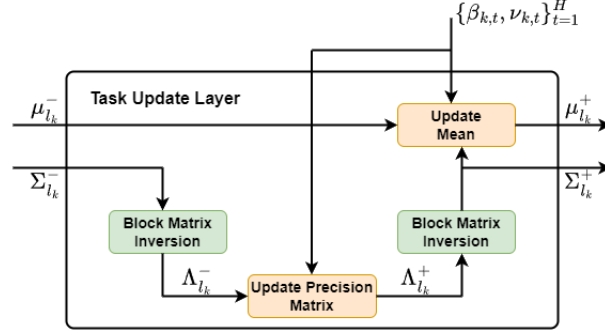 {β_{k,t}, ν_{k,t}}_{t=1}^{H}
Task Update Layer
μ_{l_k}^{-}
Update
Mean
μ_{l_k}^{+}
Σ_{l_k}^{-}
Σ_{l_k}^{+}
Block Matrix
Inversion
Block Matrix
Inversion
Λ_{l_k}^{-}
Update Precision
Matrix
Λ_{l_k}^{+}